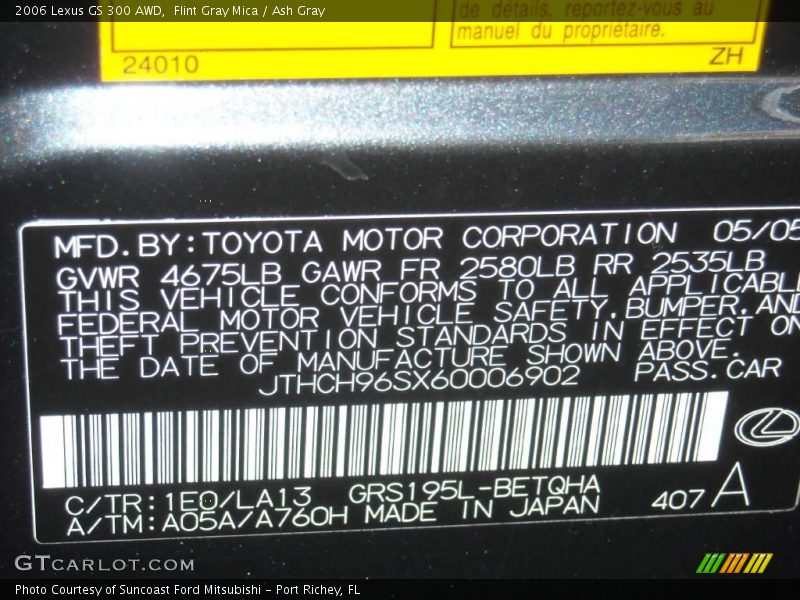 2006 Lexus GS 300 AWD, Flint Gray Mica / Ash Gray
de détails, reportez-vous au
manuel du propriétaire.
24010
ZH
MFD.BY:TOYOTA MOTOR CORPORATION 05/05
GVWR 4675LB GAWR FR 2580LB RR 2535LB
THIS VEHICLE CONFORMS TO ALL APPLICABLE
FEDERAL MOTOR VEHICLE SAFETY,BUMPER,AND
THEFT PREVENTION STANDARDS IN EFFECT ON
THE DATE OF MANUFACTURE SHOWN ABOVE.
JTHCH96SX60006902 PASS.CAR
C/TR:1E0/LA13 GRS195L-BETQHA
A/TM:A05A/A760H MADE IN JAPAN 407 A
GTCARLOT.COM
Photo Courtesy of Suncoast Ford Mitsubishi - Port Richey, FL